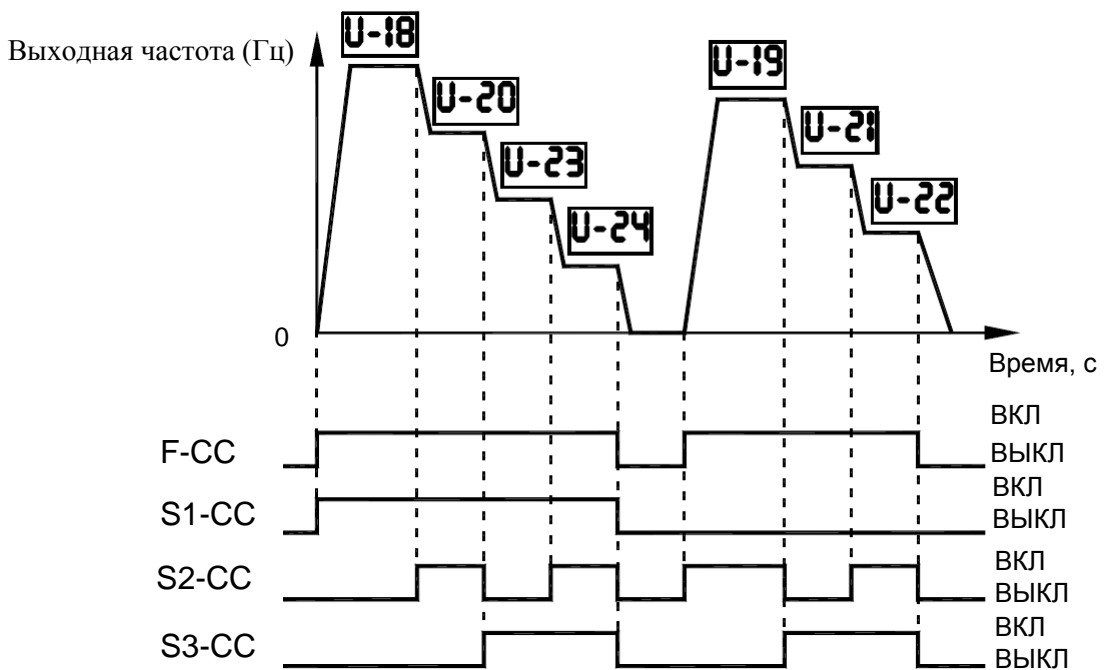 Выходная частота (Гц)
U-18
U-20
U-23
U-24
U-19
U-21
U-22
0
Время, с
F-CC
ВКЛ
ВЫКЛ
S1-CC
ВКЛ
ВЫКЛ
S2-CC
ВКЛ
ВЫКЛ
S3-CC
ВКЛ
ВЫКЛ